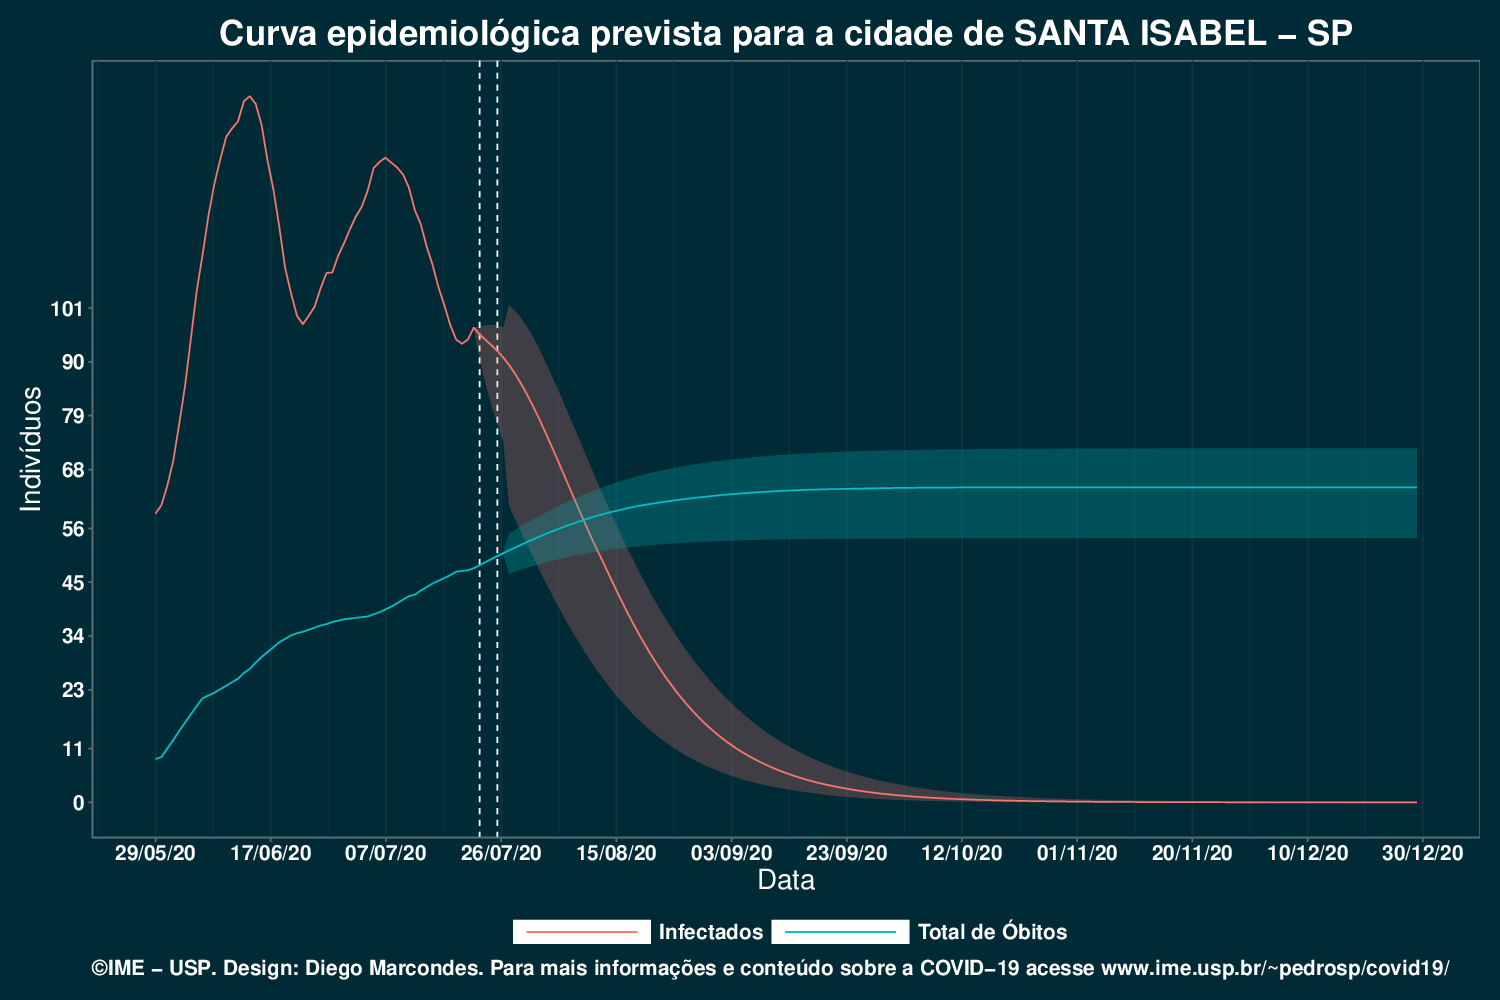 Curva epidemiológica prevista para a cidade de SANTA ISABEL – SP
Indivíduos
101
90
79
68
56
45
34
23
11
0
29/05/20 17/06/20 07/07/20 26/07/20 15/08/20 03/09/20 23/09/20 12/10/20 01/11/20 20/11/20 10/12/20 30/12/20
Data
Infectados Total de Óbitos
©IME – USP. Design: Diego Marcondes. Para mais informações e conteúdo sobre a COVID–19 acesse www.ime.usp.br/~pedrosp/covid19/